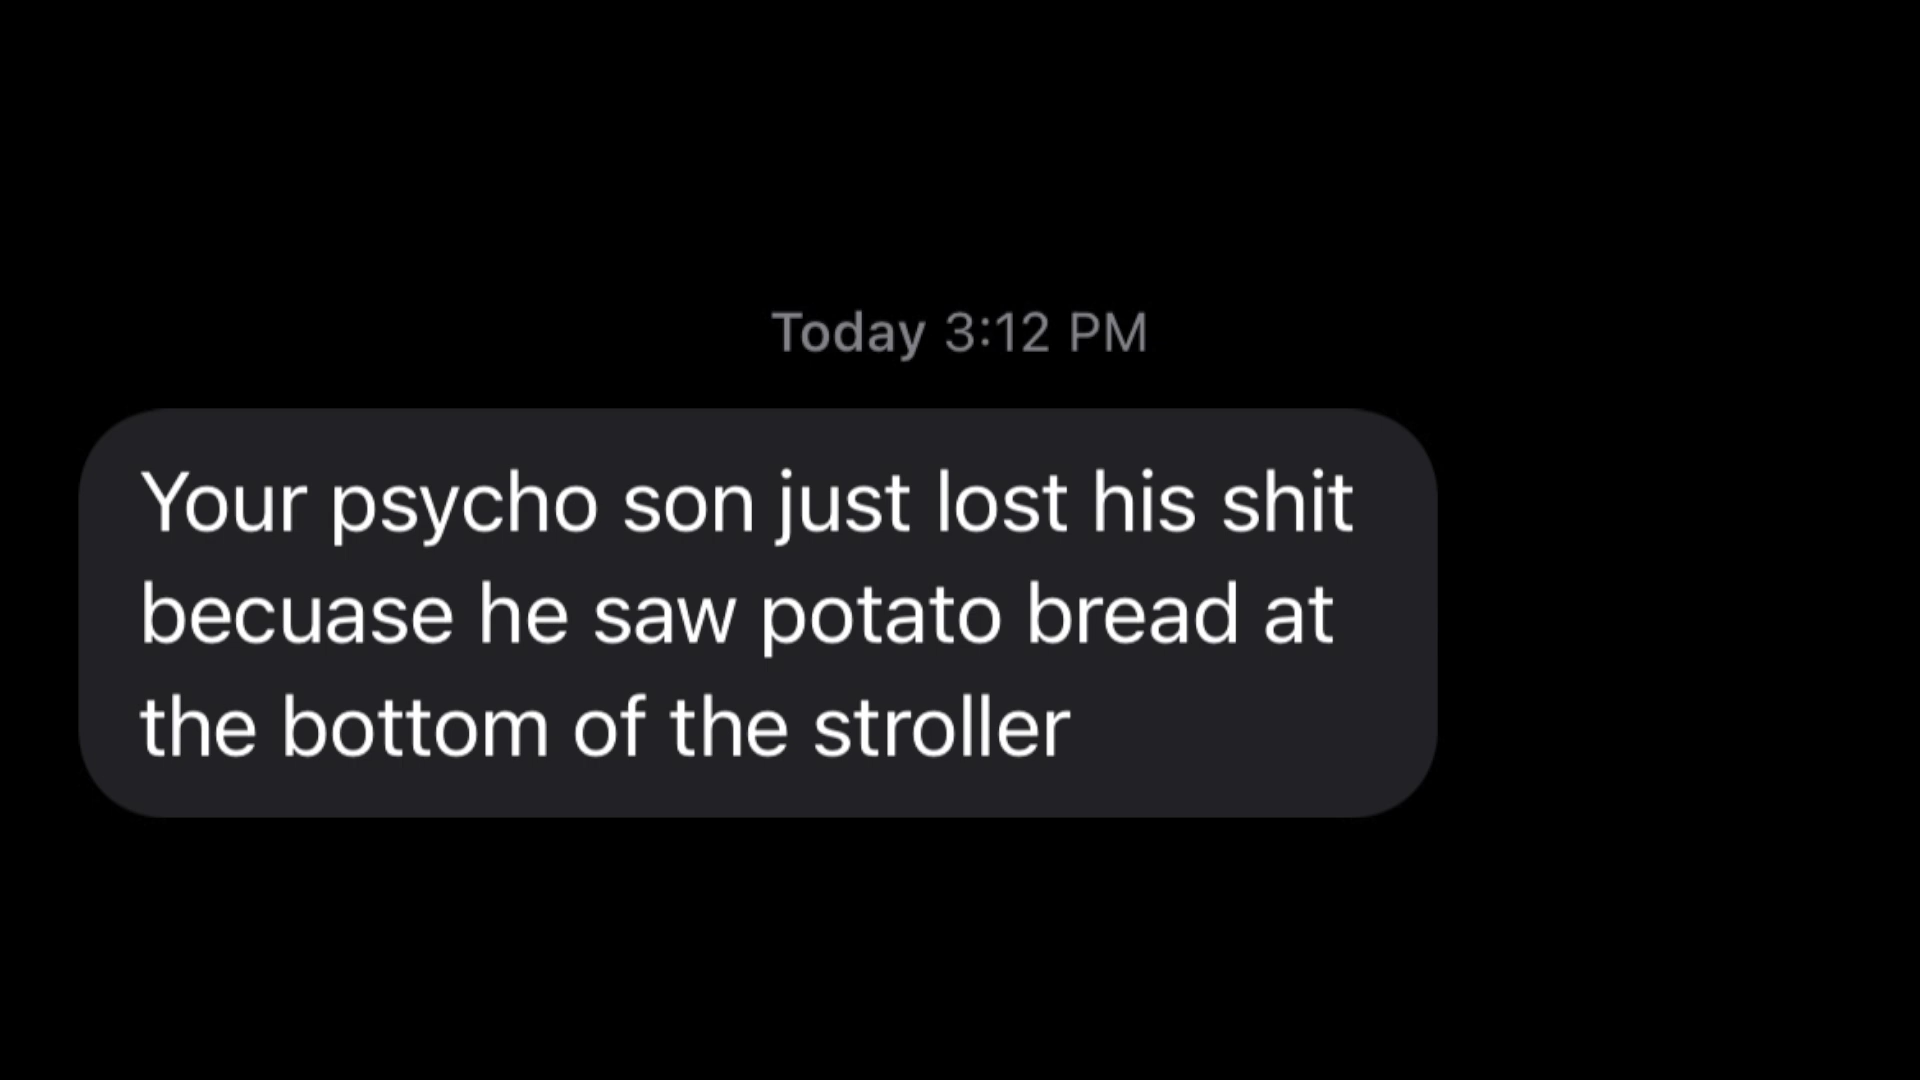 Today 3:12 PM
Your psycho son just lost his shit
becuase he saw potato bread at
the bottom of the stroller